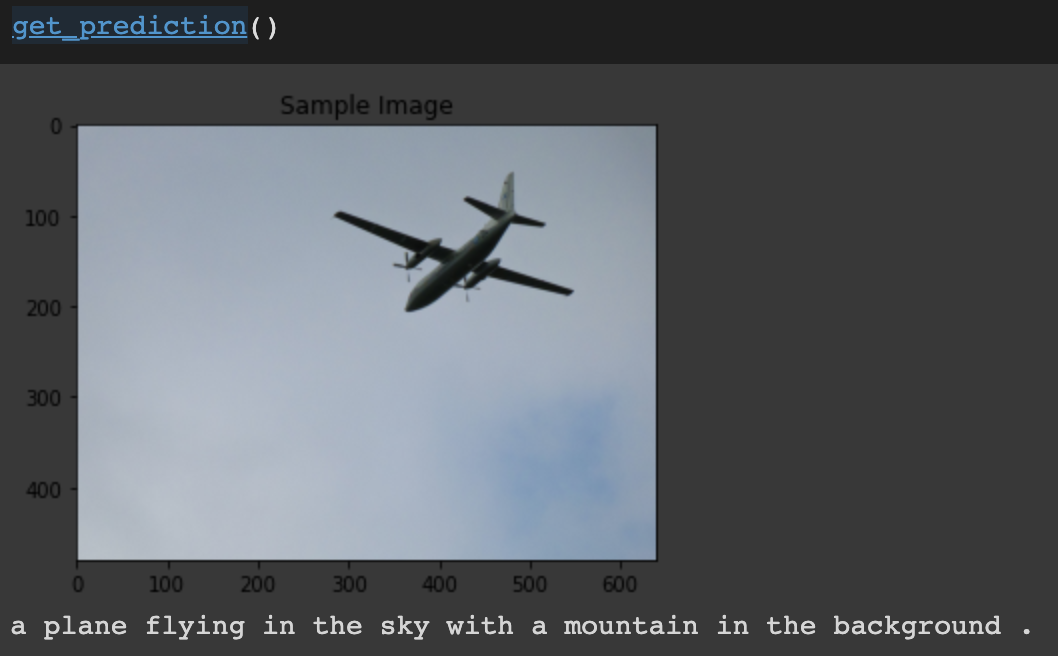 get_prediction()
Sample Image
0
100
200
300
400
0 100 200 300 400 500 600
a plane flying in the sky with a mountain in the background .